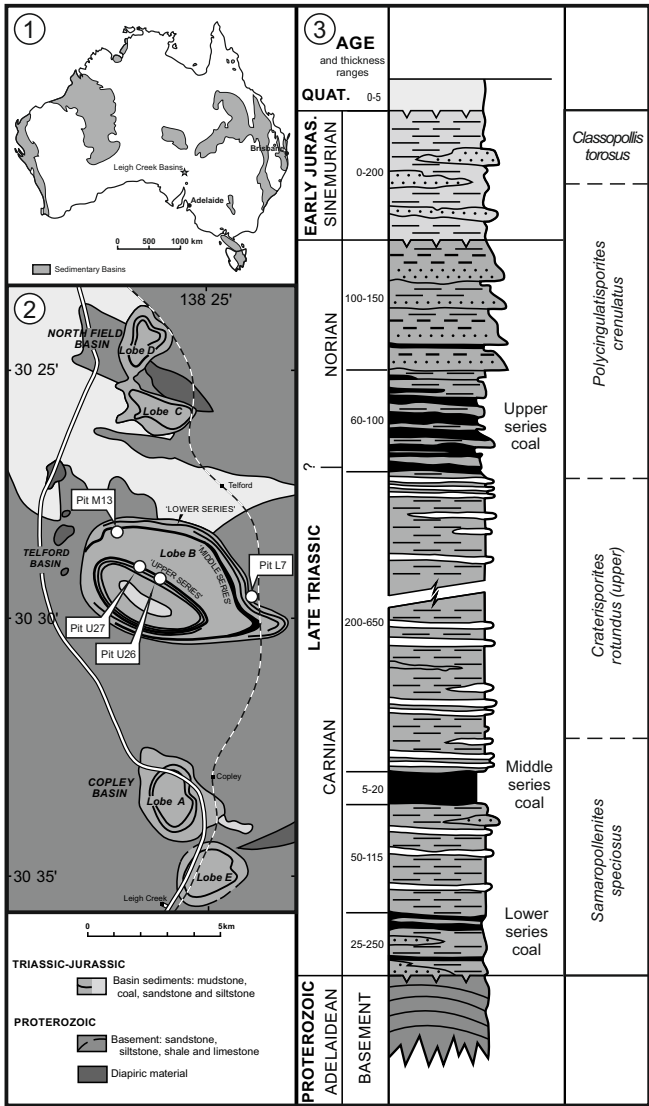 1
Brisbane
Leigh Creek Basins
Adelaide
0 500 1000 km
Sedimentary Basins
2
138 25'
NORTH FIELD
BASIN
Lobe D
30 25'
Lobe C
Telford
Pit M13
'LOWER SERIES'
TELFORD
BASIN
Lobe B
'MIDDLE SERIES'
Pit L7
'UPPER SERIES'
30 30'
Pit U27
Pit U26
COPLEY
BASIN
Copley
Lobe A
30 35'
Lobe E
Leigh Creek
0 5km
TRIASSIC-JURASSIC
Basin sediments: mudstone,
coal, sandstone and siltstone
PROTEROZOIC
Basement: sandstone,
siltstone, shale and limestone
Diapiric material
3
AGE
and thickness
ranges
QUAT. 0-5
EARLY JURAS.
SINEMURIAN
0-200
Classopollis
torosus
LATE TRIASSIC
NORIAN
100-150
Polycingulatisporites
crenulatus
60-100
Upper
series
coal
?
CARNIAN
200-650
Craterisporites
rotundus (upper)
5-20
Middle
series
coal
50-115
Samaropollenites
speciosus
25-250
Lower
series
coal
PROTEROZOIC
ADELAIDEAN
BASEMENT